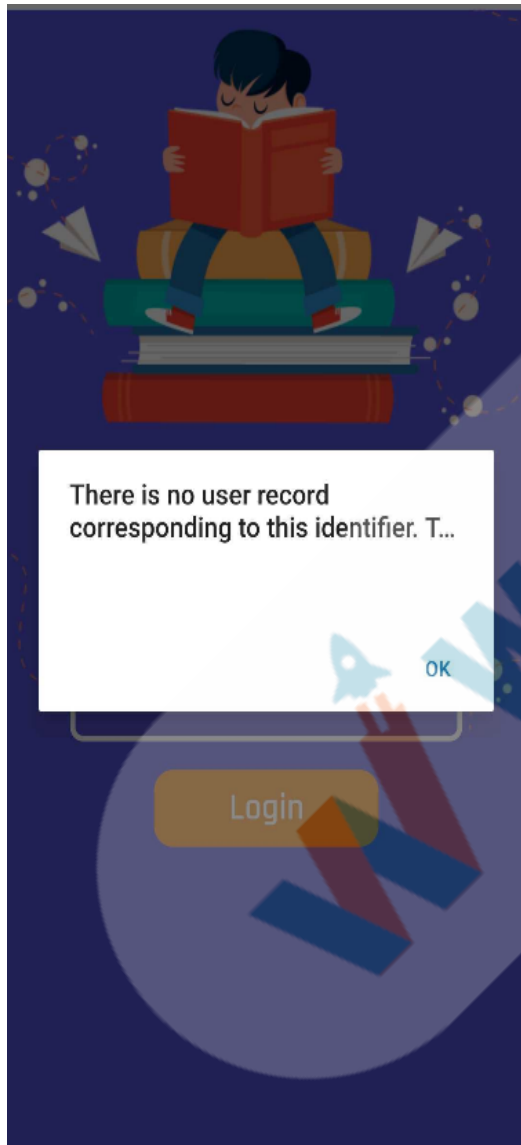 There is no user record
corresponding to this identifier. T...
OK
Login